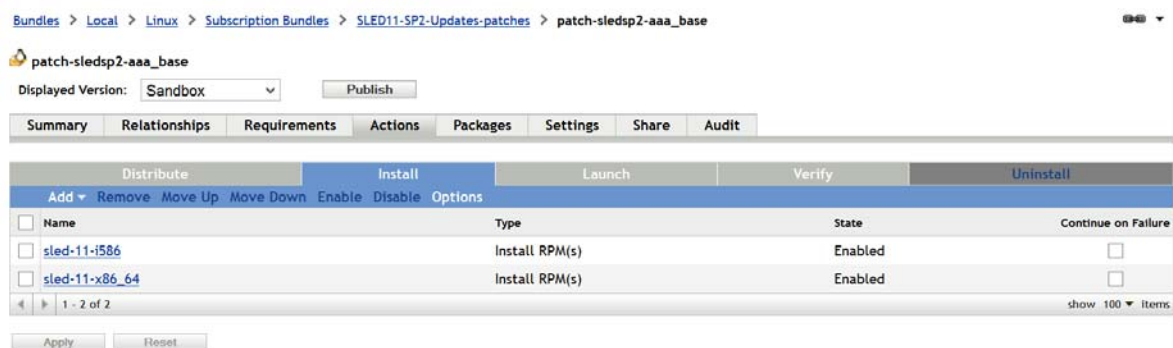 Bundles > Local > Linux > Subscription Bundles > SLED11-SP2-Updates-patches > patch-sledsp2-aaa_base
patch-sledsp2-aaa_base
Displayed Version: Sandbox Publish
Summary Relationships Requirements Actions Packages Settings Share Audit
Distribute Install Launch Verify Uninstall
Add Remove Move Up Move Down Enable Disable Options
Name Type State Continue on Failure
sled-11-i586 Install RPM(s) Enabled
sled-11-x86_64 Install RPM(s) Enabled
1 - 2 of 2 show 100 items
Apply Reset